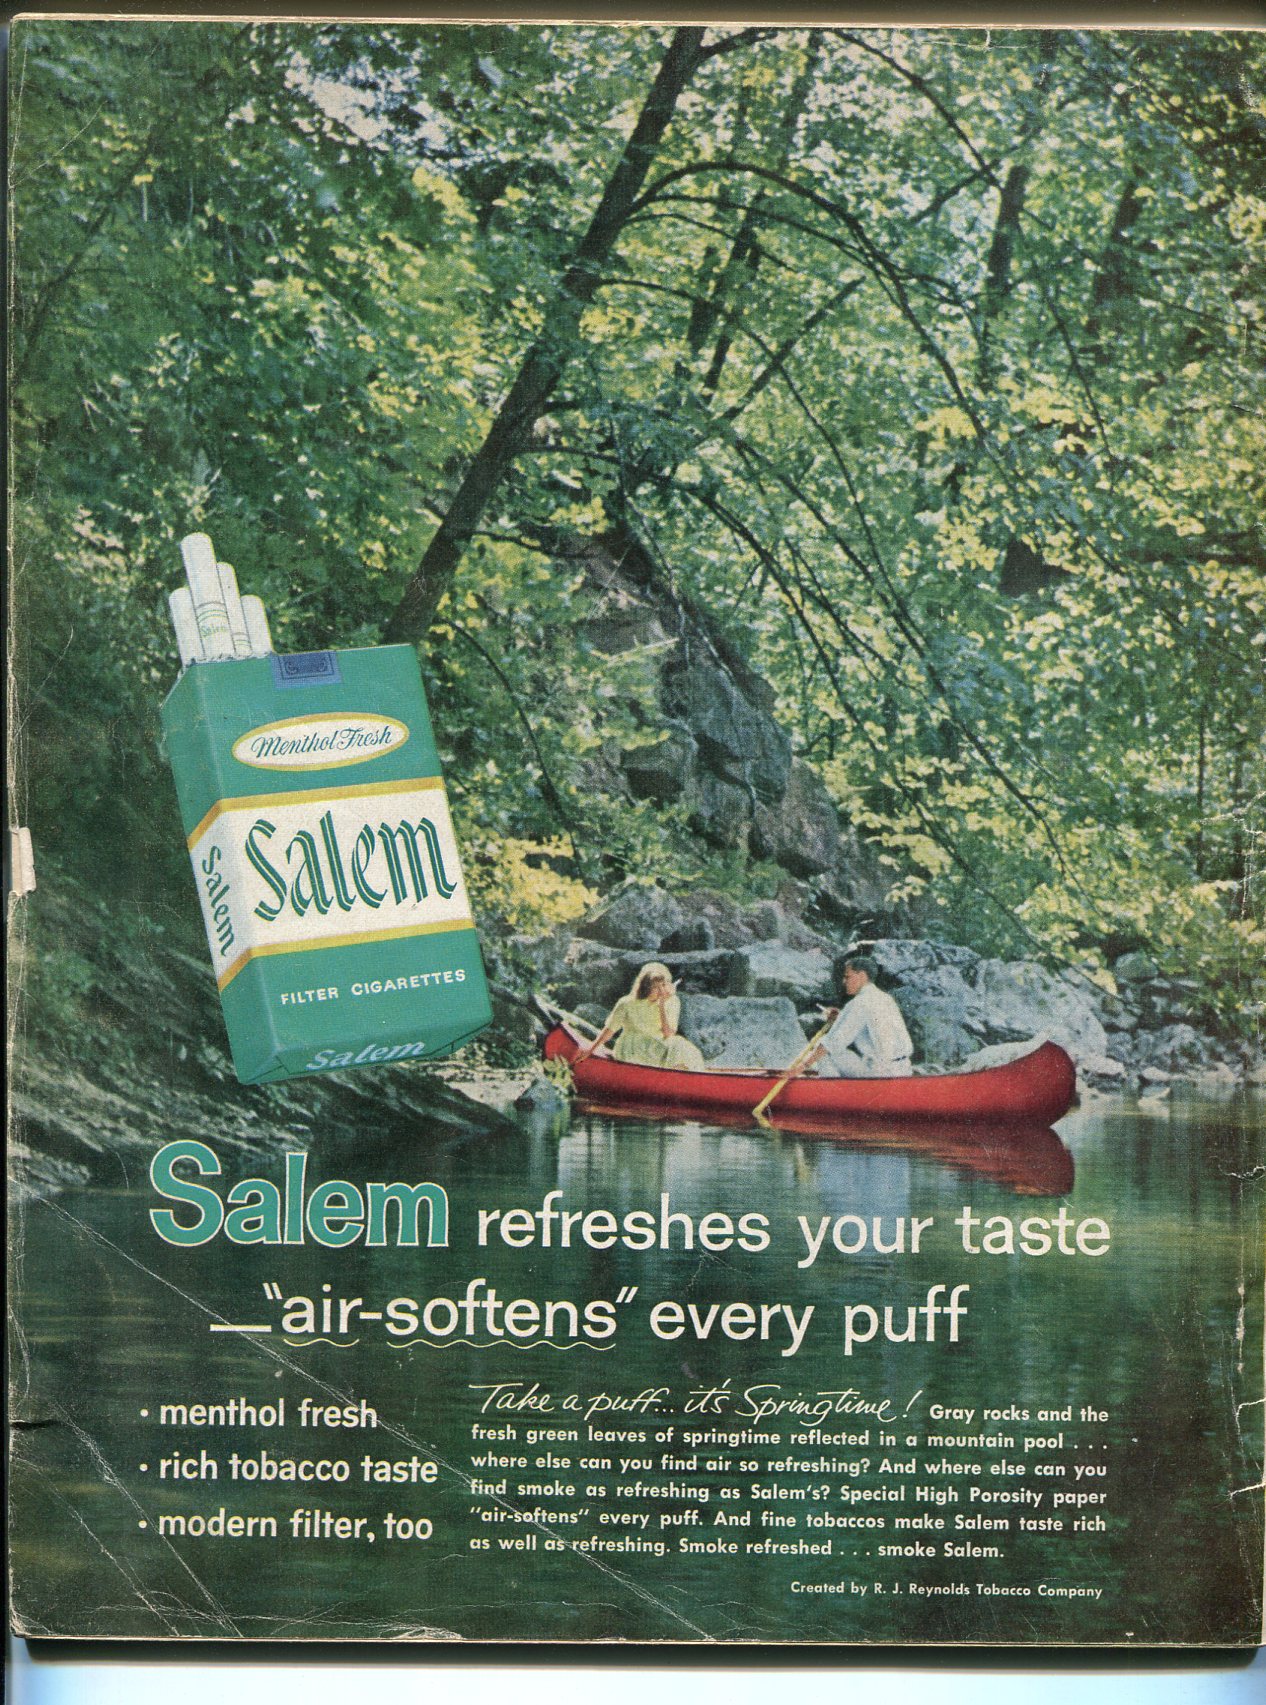 Salem
Menthol Fresh
Salem
Salem
FILTER CIGARETTES
Salem
Salem refreshes your taste
—"air-softens" every puff
• menthol fresh
• rich tobacco taste
• modern filter, too
Take a puff... it's Springtime! Gray rocks and the
fresh green leaves of springtime reflected in a mountain pool . . .
where else can you find air so refreshing? And where else can you
find smoke as refreshing as Salem's? Special High Porosity paper
"air-softens" every puff. And fine tobaccos make Salem taste rich
as well as refreshing. Smoke refreshed . . . smoke Salem.
Created by R. J. Reynolds Tobacco Company